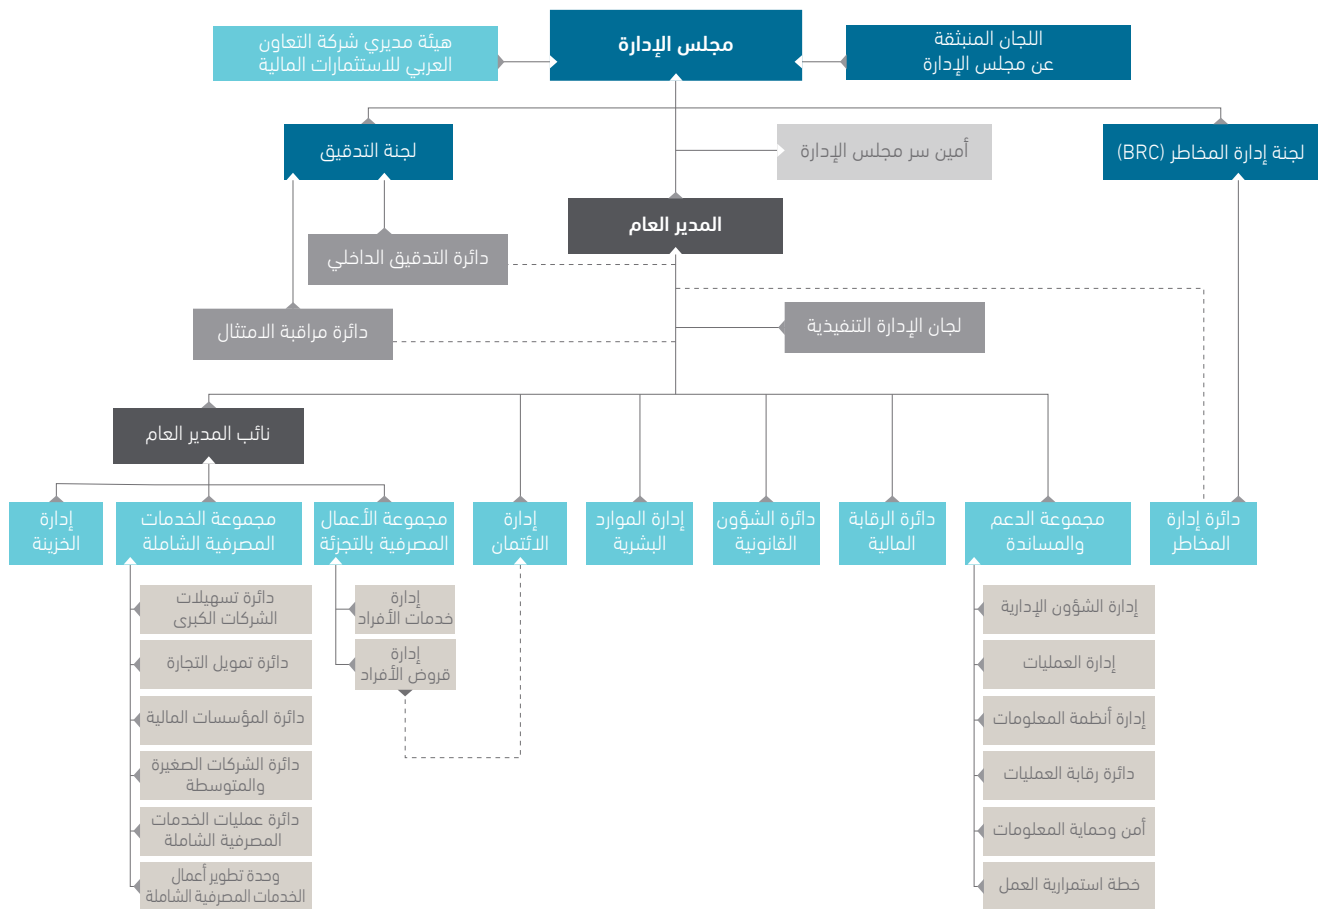 اللجان المنبثقة
عن مجلس الإدارة
مجلس الإدارة
هيئة مديري شركة التعاون
العربي للاستثمارات المالية
لجنة إدارة المخاطر (BRC)
أمين سر مجلس الإدارة
لجنة التدقيق
المدير العام
دائرة التدقيق الداخلي
لجان الإدارة التنفيذية
دائرة مراقبة الامتثال
نائب المدير العام
دائرة إدارة
المخاطر
مجموعة الدعم
والمساندة
دائرة الرقابة
المالية
دائرة الشؤون
القانونية
إدارة الموارد
البشرية
إدارة
الائتمان
مجموعة الأعمال
المصرفية بالتجزئة
مجموعة الخدمات
المصرفية الشاملة
إدارة
الخزينة
إدارة الشؤون الإدارية
إدارة العمليات
إدارة أنظمة المعلومات
دائرة رقابة العمليات
أمن وحماية المعلومات
خطة استمرارية العمل
إدارة
خدمات الأفراد
إدارة
قروض الأفراد
دائرة تسهيلات
الشركات الكبرى
دائرة تمويل التجارة
دائرة المؤسسات المالية
دائرة الشركات الصغيرة
والمتوسطة
دائرة عمليات الخدمات
المصرفية الشاملة
وحدة تطوير أعمال
الخدمات المصرفية الشاملة